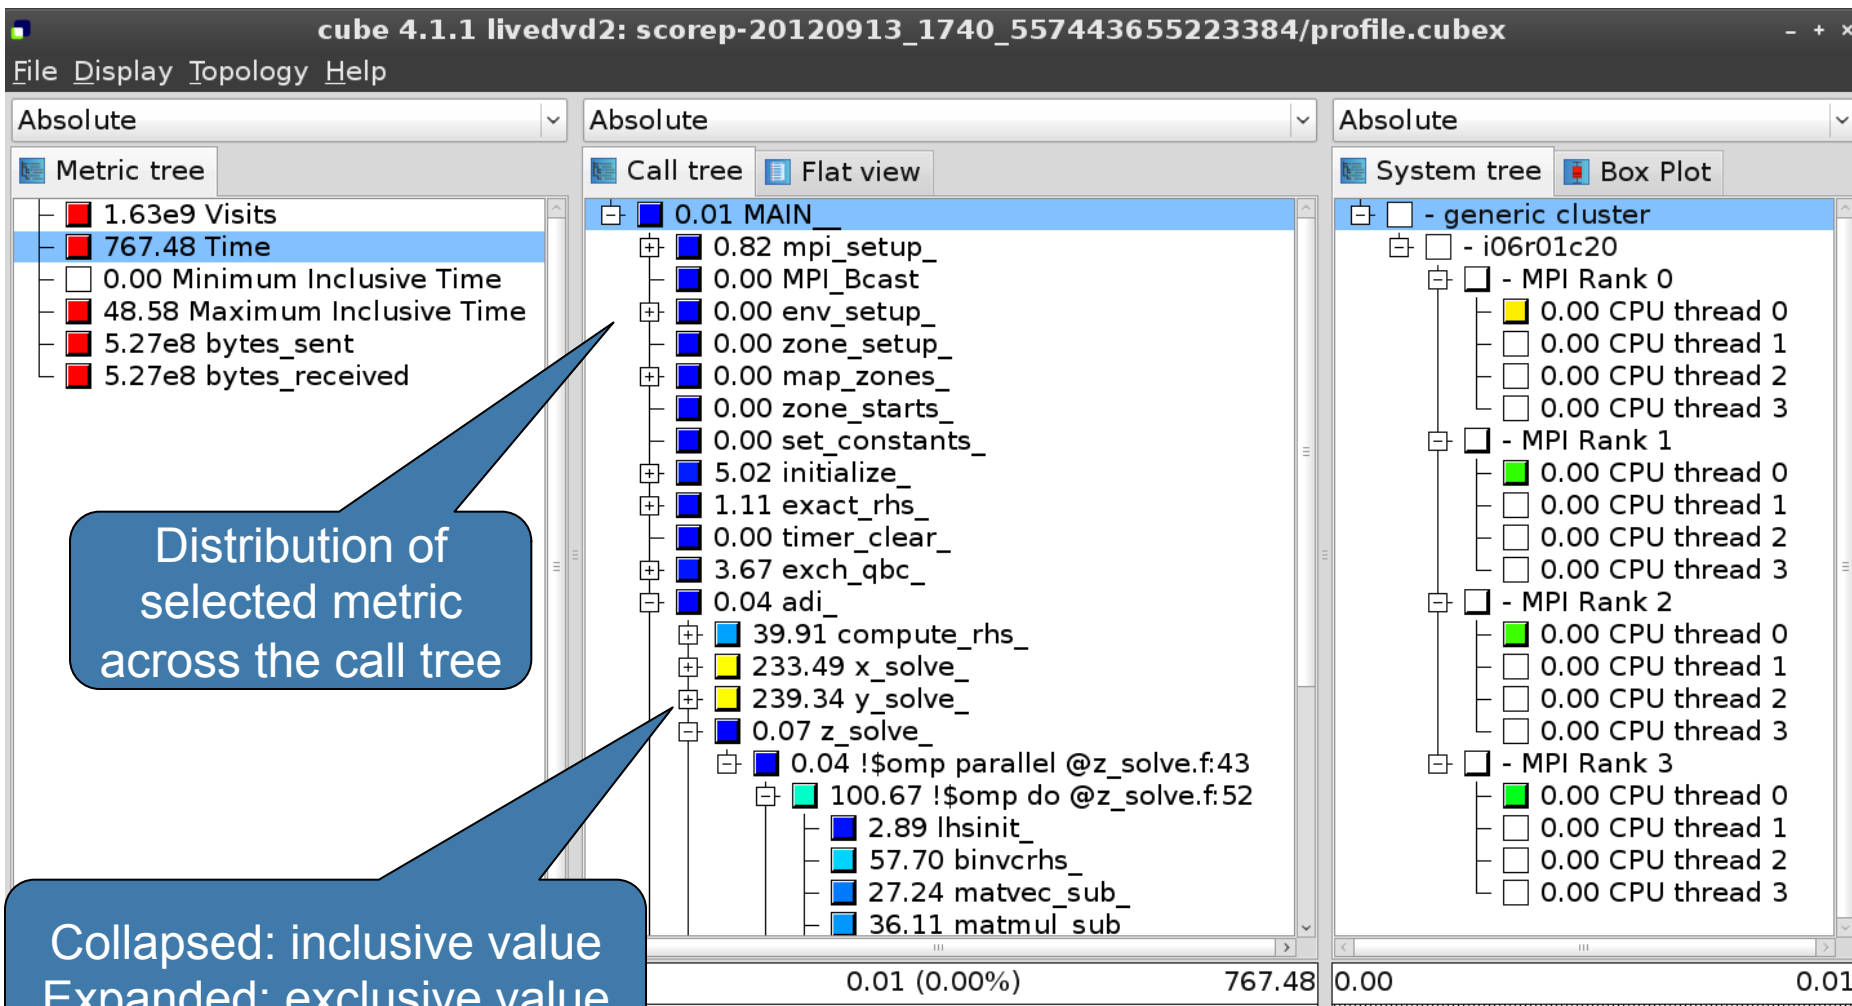 cube 4.1.1 livedvd2: scorep-20120913_1740_557443655223384/profile.cubex
File Display Topology Help
Absolute
Metric tree
1.63e9 Visits
767.48 Time
0.00 Minimum Inclusive Time
48.58 Maximum Inclusive Time
5.27e8 bytes_sent
5.27e8 bytes_received
Distribution of
selected metric
across the call tree
Collapsed: inclusive value
Expanded: exclusive value
Absolute
Call tree
Flat view
0.01 MAIN__
0.82 mpi_setup_
0.00 MPI_Bcast
0.00 env_setup_
0.00 zone_setup_
0.00 map_zones_
0.00 zone_starts_
0.00 set_constants_
5.02 initialize_
1.11 exact_rhs_
0.00 timer_clear_
3.67 exch_qbc_
0.04 adi_
39.91 compute_rhs_
233.49 x_solve_
239.34 y_solve_
0.07 z_solve_
0.04 !$omp parallel @z_solve.f:43
100.67 !$omp do @z_solve.f:52
2.89 lhsinit_
57.70 binvcrhs_
27.24 matvec_sub_
36.11 matmul_sub
0.01 (0.00%) 767.48
Absolute
System tree
Box Plot
- generic cluster
- i06r01c20
- MPI Rank 0
0.00 CPU thread 0
0.00 CPU thread 1
0.00 CPU thread 2
0.00 CPU thread 3
- MPI Rank 1
0.00 CPU thread 0
0.00 CPU thread 1
0.00 CPU thread 2
0.00 CPU thread 3
- MPI Rank 2
0.00 CPU thread 0
0.00 CPU thread 1
0.00 CPU thread 2
0.00 CPU thread 3
- MPI Rank 3
0.00 CPU thread 0
0.00 CPU thread 1
0.00 CPU thread 2
0.00 CPU thread 3
0.00 0.01